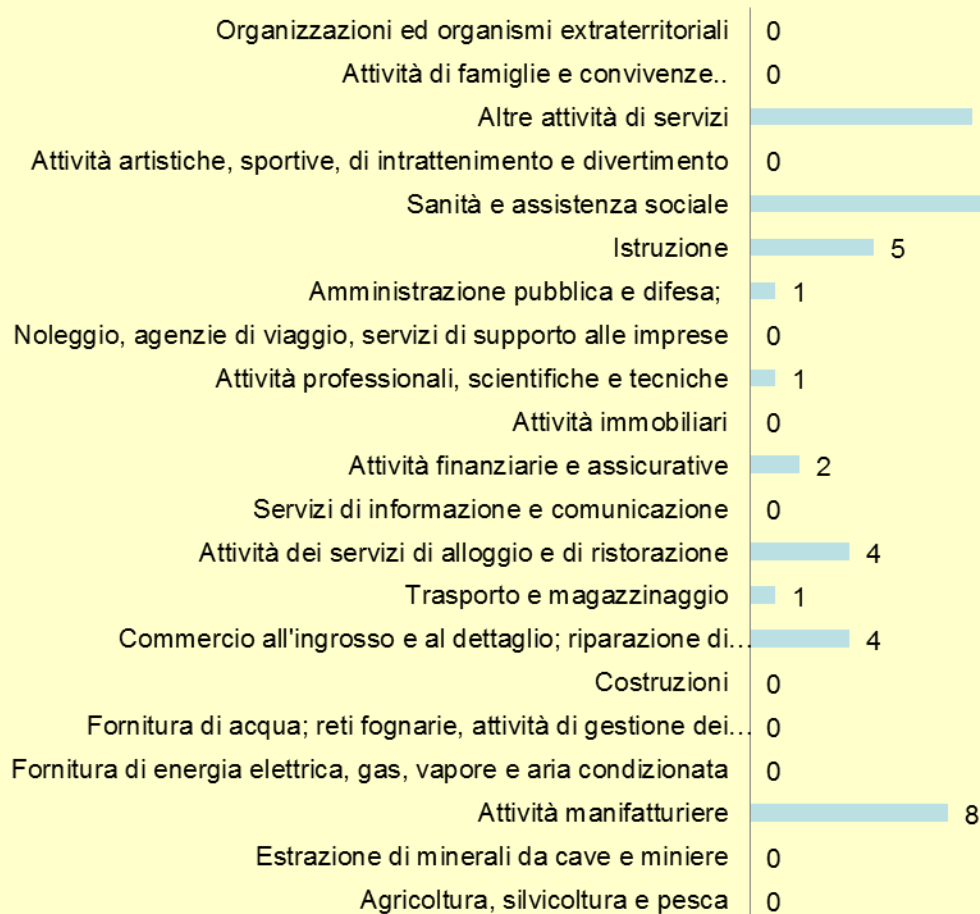 Organizzazioni ed organismi extraterritoriali 0
Attività di famiglie e convivenze.. 0
Altre attività di servizi
Attività artistiche, sportive, di intrattenimento e divertimento 0
Sanità e assistenza sociale
Istruzione 5
Amministrazione pubblica e difesa; 1
Noleggio, agenzie di viaggio, servizi di supporto alle imprese 0
Attività professionali, scientifiche e tecniche 1
Attività immobiliari 0
Attività finanziarie e assicurative 2
Servizi di informazione e comunicazione 0
Attività dei servizi di alloggio e di ristorazione 4
Trasporto e magazzinaggio 1
Commercio all'ingrosso e al dettaglio; riparazione di... 4
Costruzioni 0
Fornitura di acqua; reti fognarie, attività di gestione dei... 0
Fornitura di energia elettrica, gas, vapore e aria condizionata 0
Attività manifatturiere 8
Estrazione di minerali da cave e miniere 0
Agricoltura, silvicoltura e pesca 0